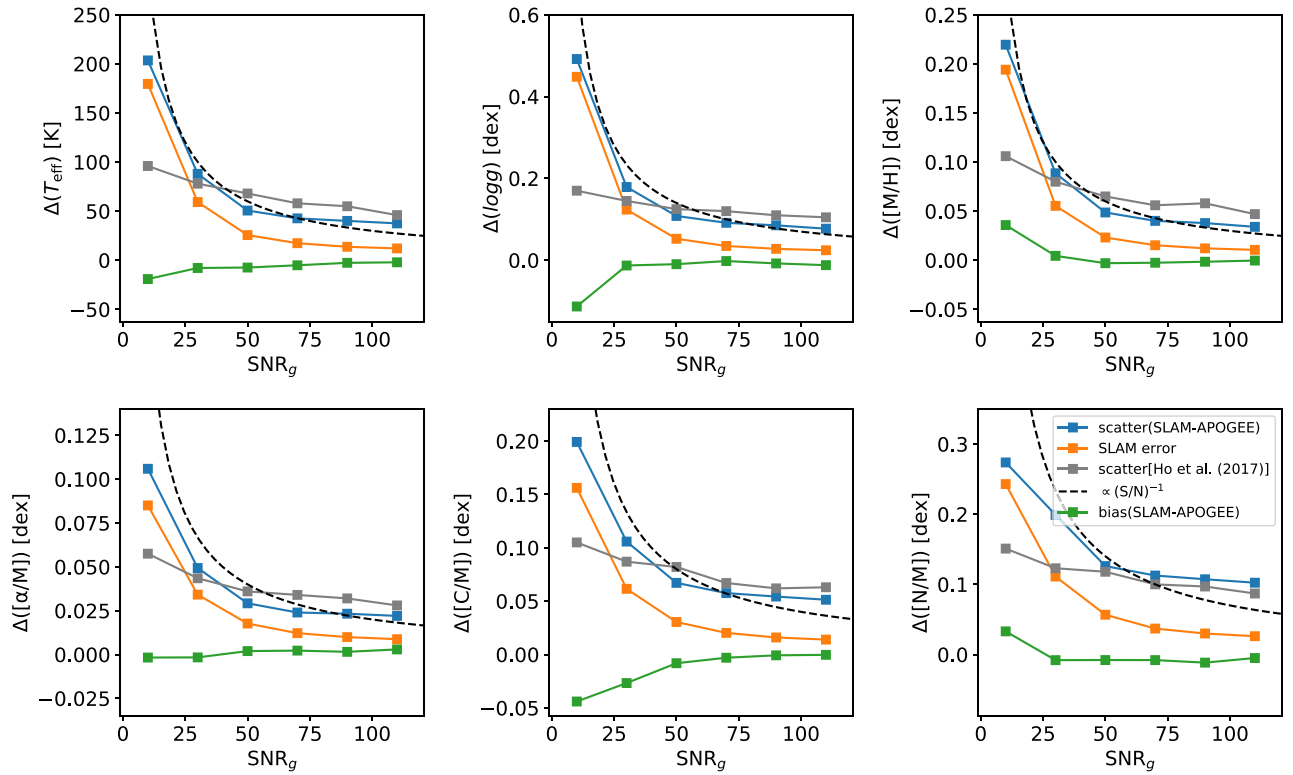 250
200
150
100
50
0
−50
Δ(T_eff) [K]
0 25 50 75 100
SNR_g
0.6
0.4
0.2
0.0
Δ(logg) [dex]
0 25 50 75 100
SNR_g
0.25
0.20
0.15
0.10
0.05
0.00
−0.05
Δ([M/H]) [dex]
0 25 50 75 100
SNR_g
0.125
0.100
0.075
0.050
0.025
0.000
−0.025
Δ([α/M]) [dex]
0 25 50 75 100
SNR_g
0.20
0.15
0.10
0.05
0.00
−0.05
Δ([C/M]) [dex]
0 25 50 75 100
SNR_g
0.3
0.2
0.1
0.0
Δ([N/M]) [dex]
0 25 50 75 100
SNR_g
scatter(SLAM-APOGEE)
SLAM error
scatter[Ho et al. (2017)]
∝ (S/N)⁻¹
bias(SLAM-APOGEE)